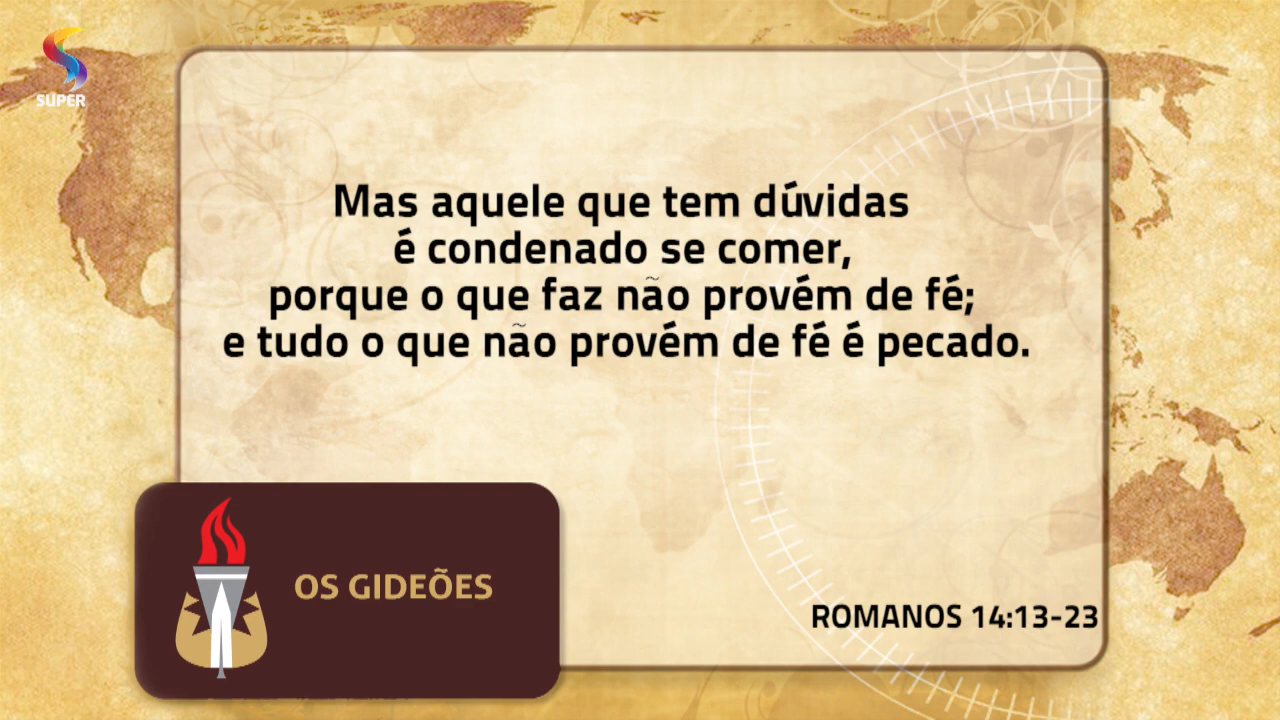 SUPER
Mas aquele que tem dúvidas
é condenado se comer,
porque o que faz não provém de fé;
e tudo o que não provém de fé é pecado.
OS GIDEÕES
ROMANOS 14:13-23